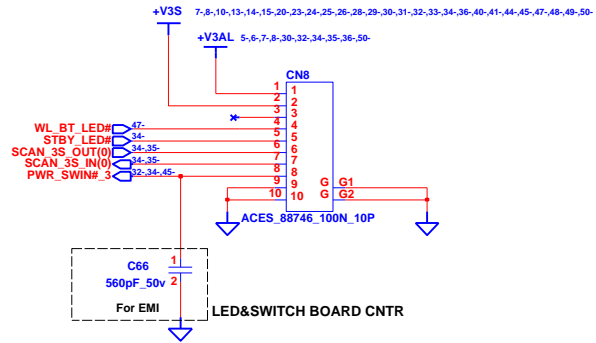 +V3S 7-,8-,10-,13-,14-,15-,20-,23-,24-,25-,26-,28-,29-,30-,31-,32-,33-,34-,36-,40-,41-,44-,45-,47-,48-,49-,50-
+V3AL 5-,6-,7-,8-,30-,32-,34-,35-,36-,50-
CN8
1 1
2 2
3 3
WL_BT_LED# 47- 4 4
STBY_LED# 34- 5 5
SCAN_3S_OUT(0) 34-,35- 6 6
SCAN_3S_IN(0) 34-,35- 7 7
PWR_SWIN#_3 32-,34-,45- 8 8
9 9 G G1
10 10 G G2
ACES_88746_100N_10P
C66 1
560pF_50v 2
For EMI
LED&SWITCH BOARD CNTR